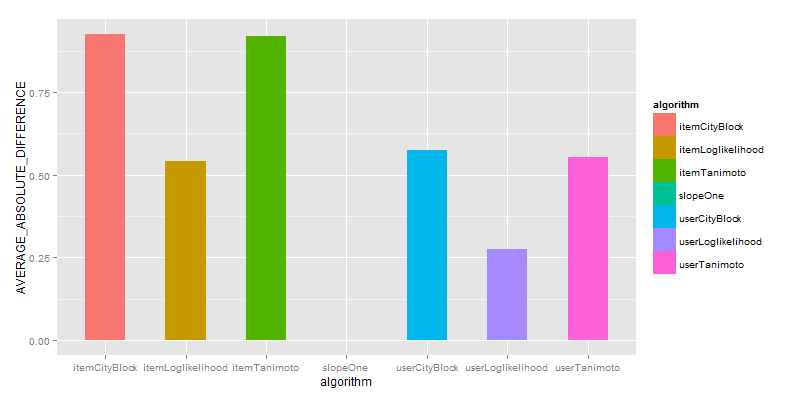 AVERAGE_ABSOLUTE_DIFFERENCE
0.75
0.50
0.25
0.00
itemCityBlock itemLoglikelihood itemTanimoto slopeOne userCityBlock userLoglikelihood userTanimoto
algorithm
algorithm
itemCityBlock
itemLoglikelihood
itemTanimoto
slopeOne
userCityBlock
userLoglikelihood
userTanimoto